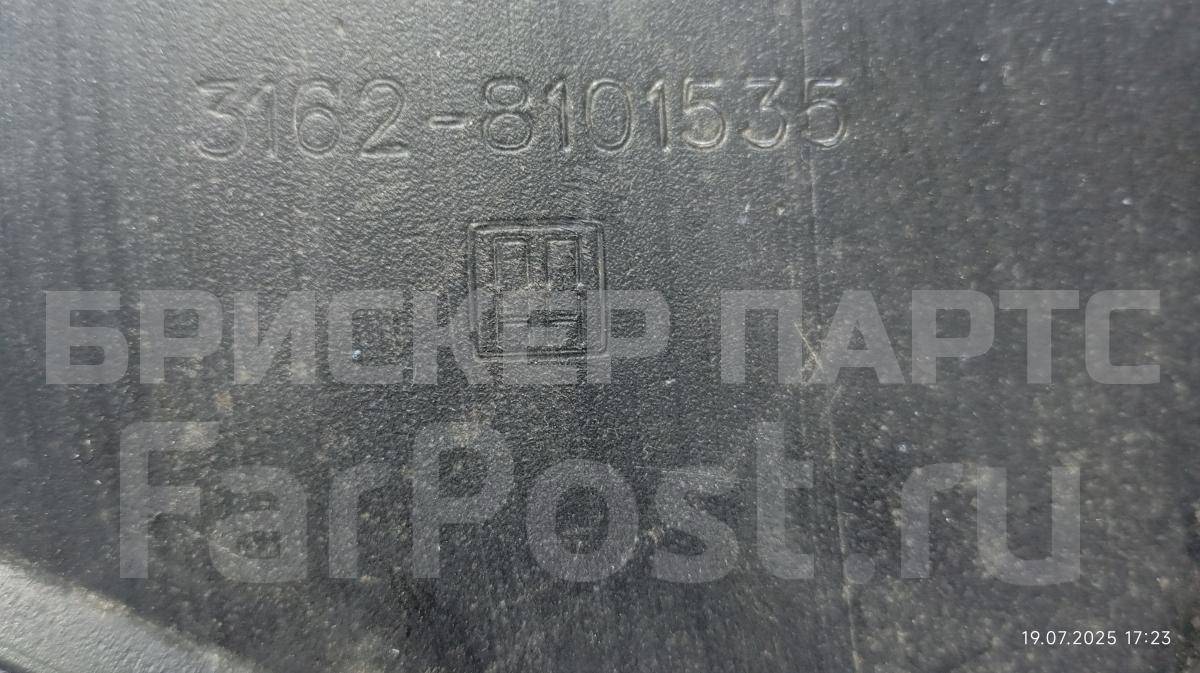 3162-8101535
БРИСКЕР ПАРТС
FarPost.ru
19.07.2025 17:23